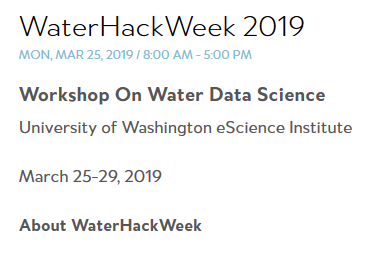 WaterHackWeek 2019
MON, MAR 25, 2019 / 8:00 AM - 5:00 PM
Workshop On Water Data Science
University of Washington eScience Institute
March 25-29, 2019
About WaterHackWeek